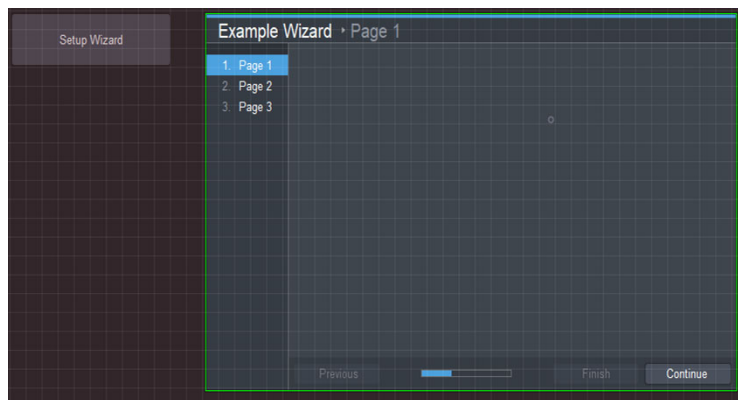 Setup Wizard
Example Wizard ‣ Page 1
1. Page 1
2. Page 2
3. Page 3
Previous Finish Continue